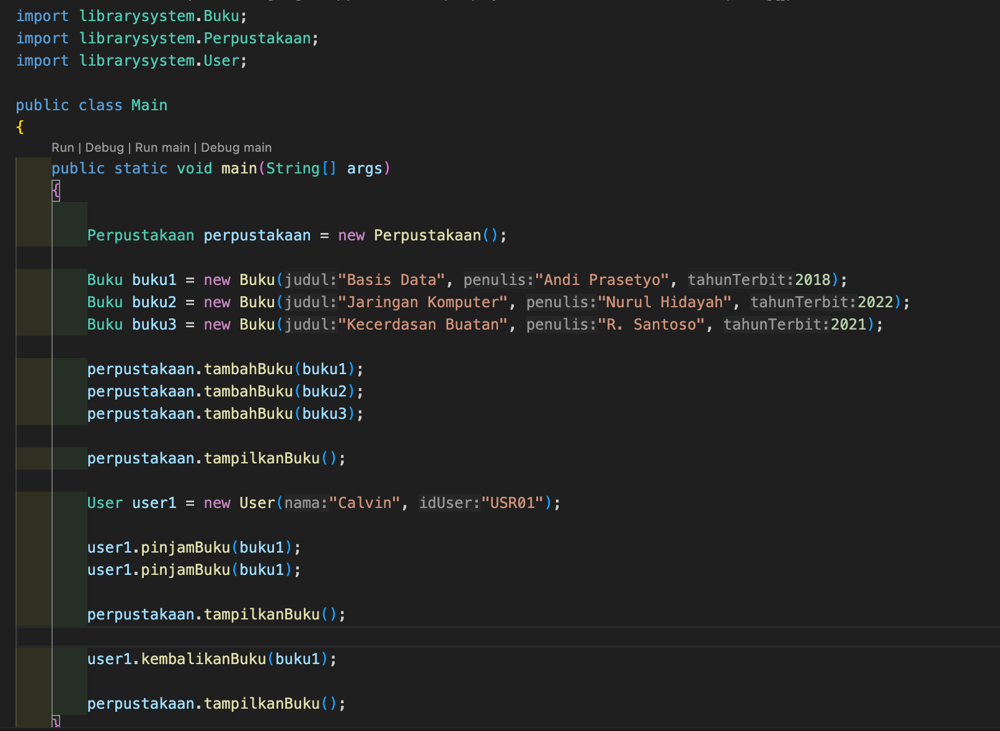 import librarysystem.Buku;
import librarysystem.Perpustakaan;
import librarysystem.User;
public class Main
{
Run | Debug | Run main | Debug main
public static void main(String[] args)
{
Perpustakaan perpustakaan = new Perpustakaan();
Buku buku1 = new Buku(judul:"Basis Data", penulis:"Andi Prasetyo", tahunTerbit:2018);
Buku buku2 = new Buku(judul:"Jaringan Komputer", penulis:"Nurul Hidayah", tahunTerbit:2022);
Buku buku3 = new Buku(judul:"Kecerdasan Buatan", penulis:"R. Santoso", tahunTerbit:2021);
perpustakaan.tambahBuku(buku1);
perpustakaan.tambahBuku(buku2);
perpustakaan.tambahBuku(buku3);
perpustakaan.tampilkanBuku();
User user1 = new User(nama:"Calvin", idUser:"USR01");
user1.pinjamBuku(buku1);
user1.pinjamBuku(buku1);
perpustakaan.tampilkanBuku();
user1.kembalikanBuku(buku1);
perpustakaan.tampilkanBuku();
}